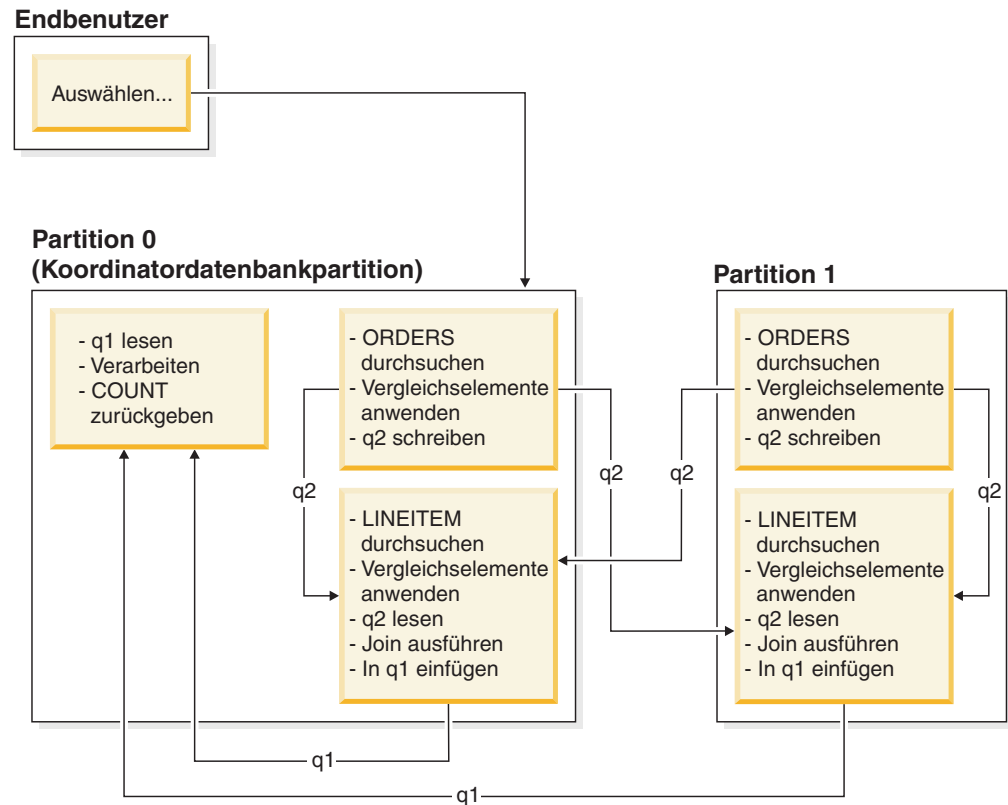 Endbenutzer
Auswählen...
Partition 0
(Koordinatordatenbankpartition)
- q1 lesen
- Verarbeiten
- COUNT
zurückgeben
- ORDERS
durchsuchen
- Vergleichselemente
anwenden
- q2 schreiben
q2
- LINEITEM
durchsuchen
- Vergleichselemente
anwenden
- q2 lesen
- Join ausführen
- In q1 einfügen
q2
q2
Partition 1
- ORDERS
durchsuchen
- Vergleichselemente
anwenden
- q2 schreiben
q2
- LINEITEM
durchsuchen
- Vergleichselemente
anwenden
- q2 lesen
- Join ausführen
- In q1 einfügen
q1
q1